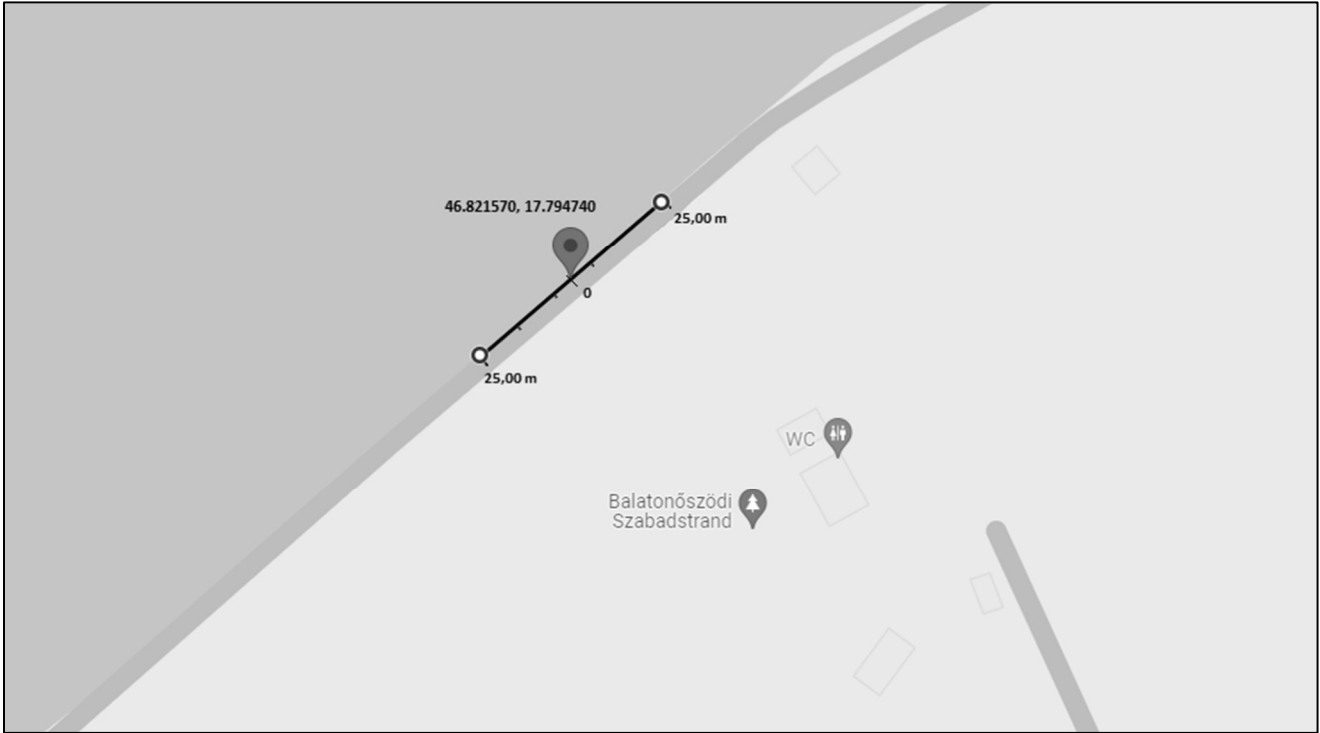 46.821570, 17.794740
25,00 m
0
25,00 m
WC
Balatonőszödi
Szabadstrand